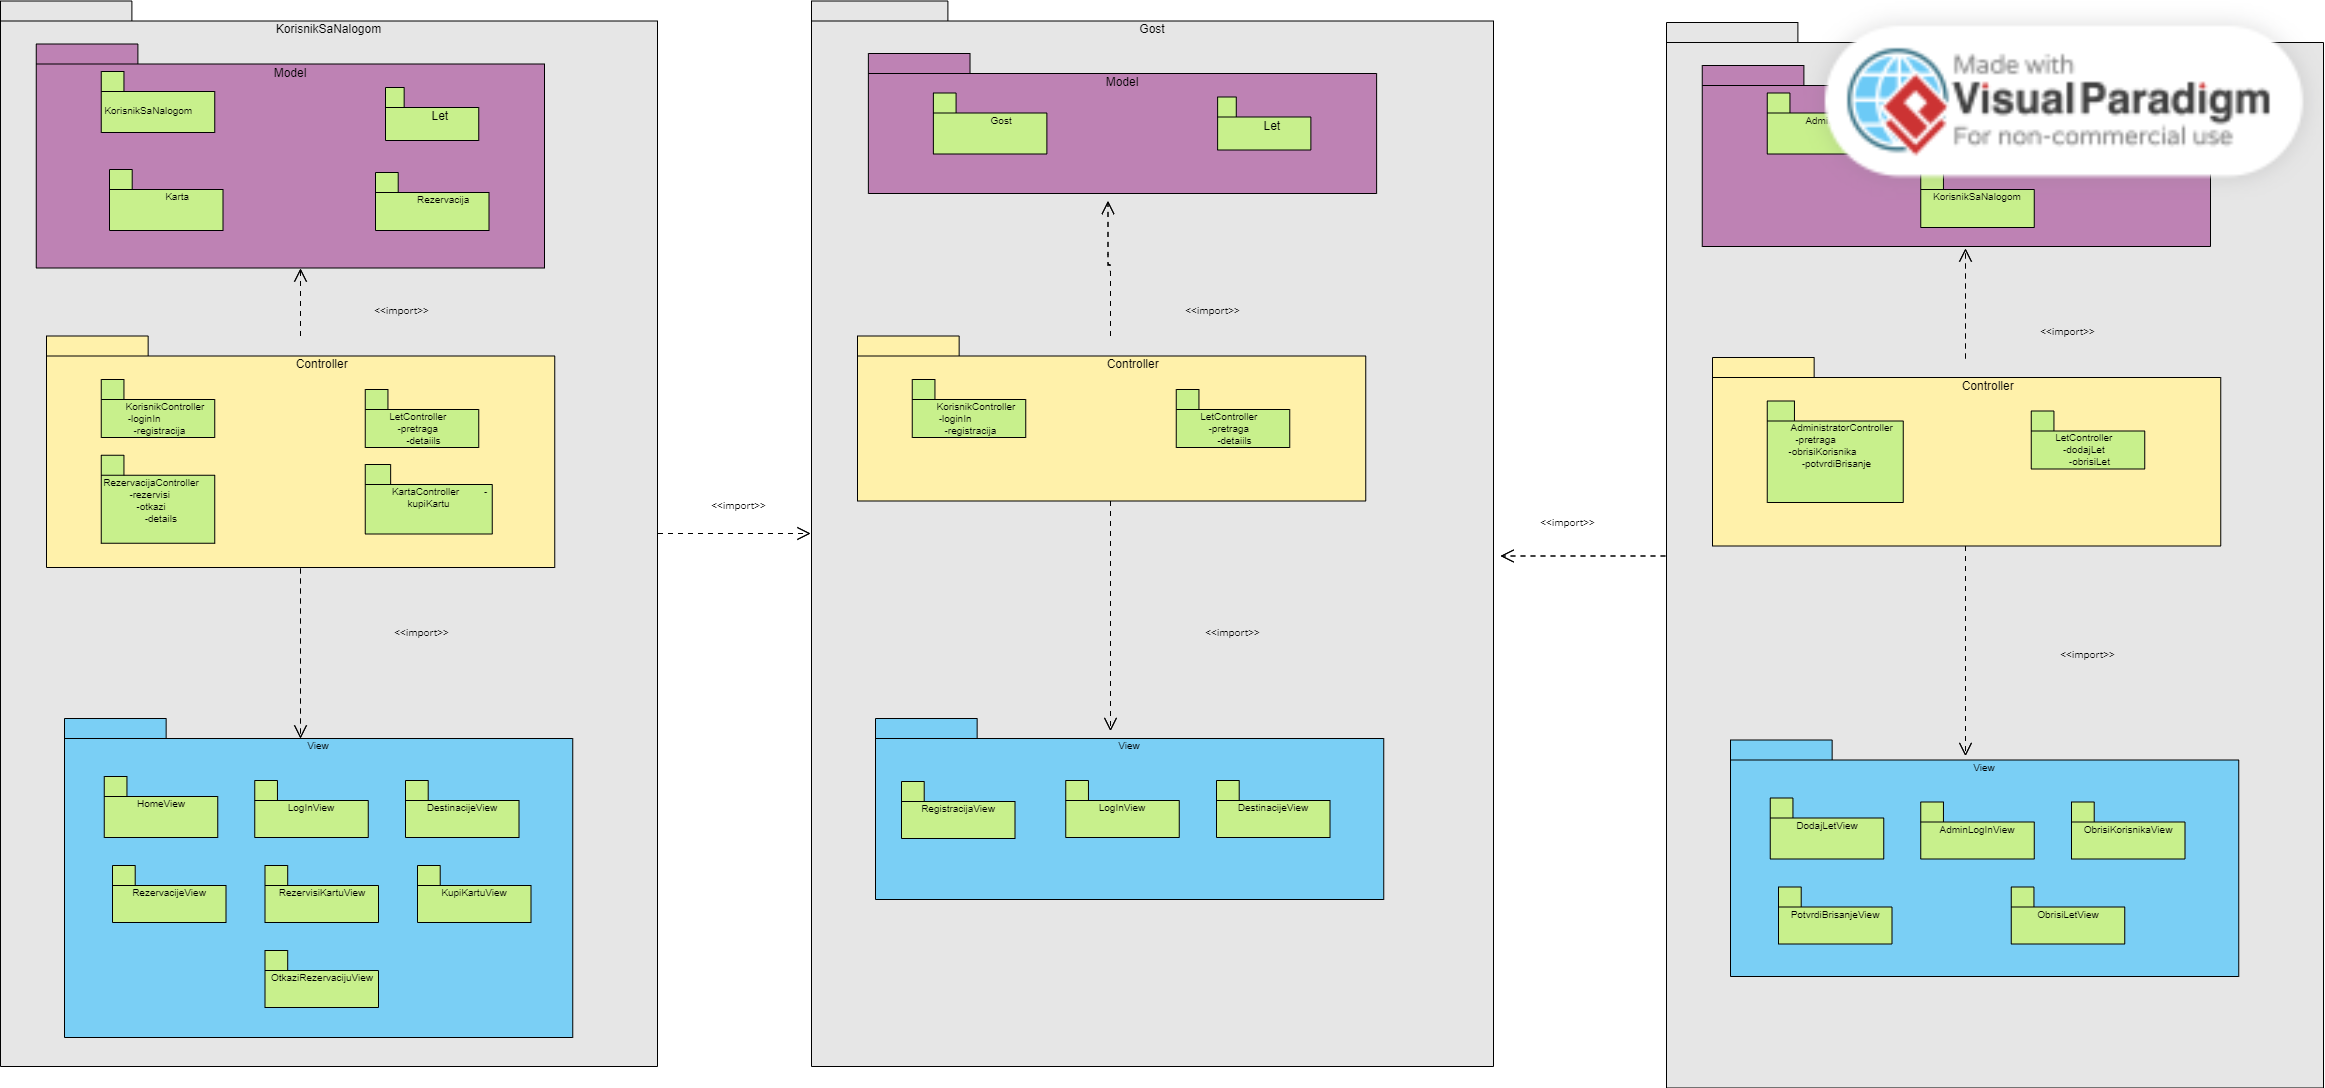 KorisnikSaNalogom
Model
KorisnikSaNalogom
Let
Karta
Rezervacija
<<import>>
Controller
KorisnikController
-loginIn
-registracija
LetController
-pretraga
-detaiils
RezervacijaController
-rezervisi
-otkazi
-details
KartaController -
kupiKartu
<<import>>
View
HomeView
LogInView
DestinacijeView
RezervacijeView
RezervisiKartuView
KupiKartuView
OtkaziRezervacijuView
<<import>>
Gost
Model
Gost
Let
<<import>>
Controller
KorisnikController
-loginIn
-registracija
LetController
-pretraga
-detaiils
<<import>>
View
RegistracijaView
LogInView
DestinacijeView
<<import>>
Made with
Visual Paradigm
For non-commercial use
KorisnikSaNalogom
<<import>>
Controller
AdministratorController
-pretraga
-obrisiKorisnika
-potvrdiBrisanje
LetController
-dodajLet
-obrisiLet
<<import>>
View
DodajLetView
AdminLogInView
ObrisiKorisnikaView
PotvrdiBrisanjeView
ObrisiLetView